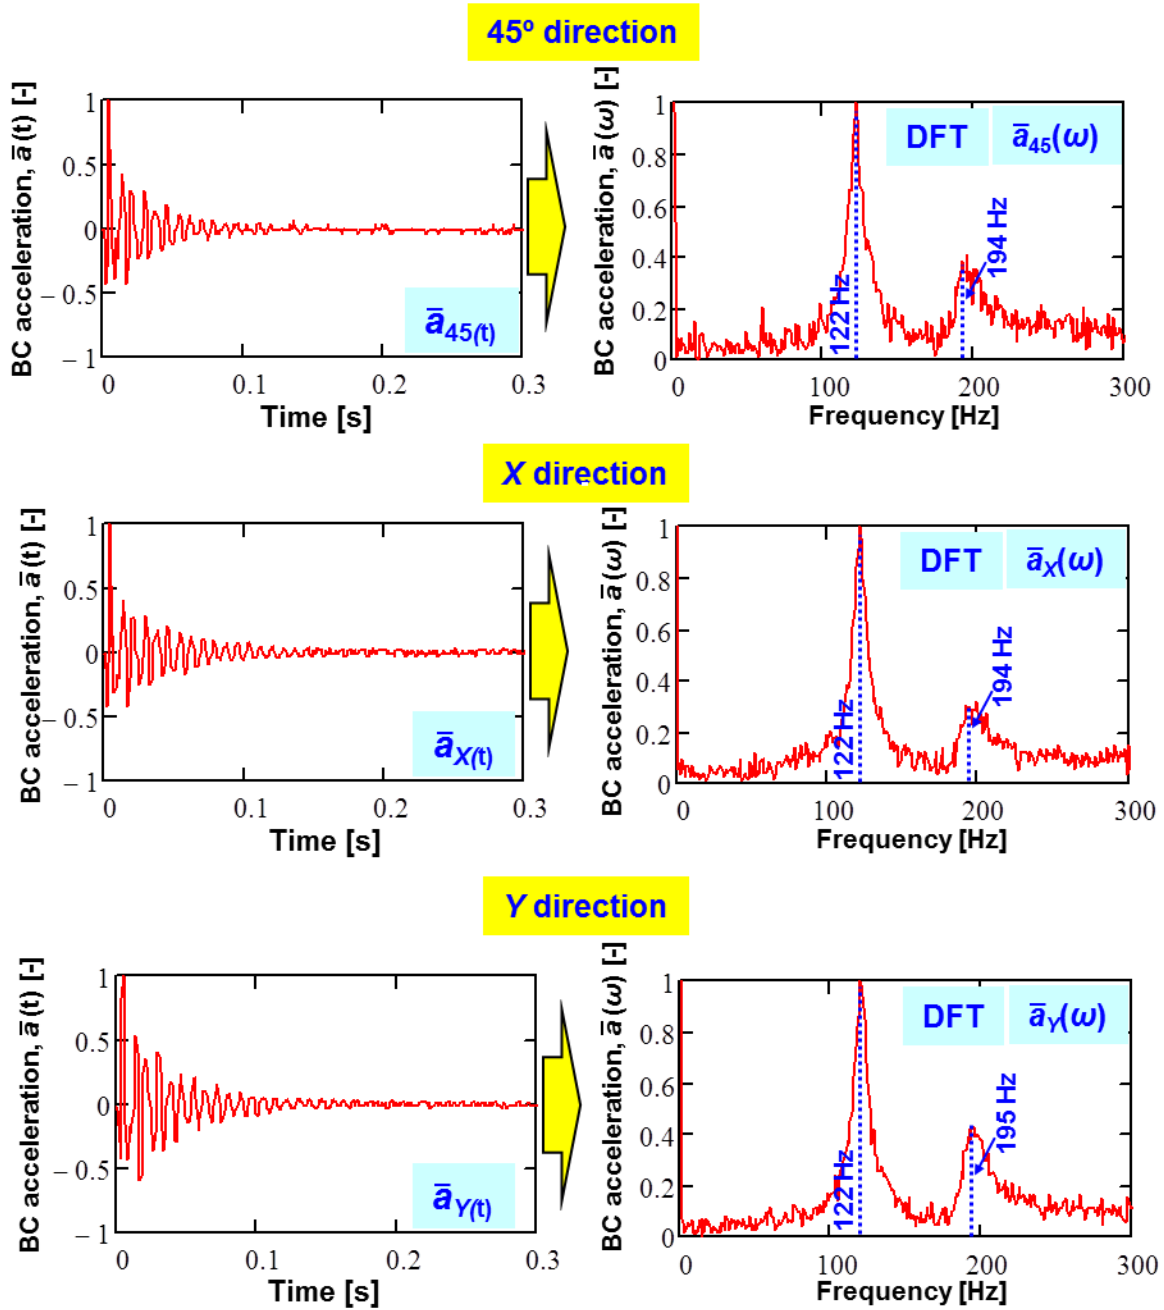 45º direction
BC acceleration, a̅ (t) [-]
1
0.5
0
– 0.5
– 1
0
0.1
0.2
0.3
Time [s]
a̅45(t)
BC acceleration, a̅ (ω) [-]
1
0.8
0.6
0.4
0.2
0
0
100
200
300
Frequency [Hz]
DFT
a̅45(ω)
122 Hz
194 Hz
X direction
BC acceleration, a̅ (t) [-]
1
0.5
0
– 0.5
– 1
0
0.1
0.2
0.3
Time [s]
a̅X(t)
BC acceleration, a̅ (ω) [-]
1
0.8
0.6
0.4
0.2
0
0
100
200
300
Frequency [Hz]
DFT
a̅X(ω)
122 Hz
194 Hz
Y direction
BC acceleration, a̅ (t) [-]
1
0.5
0
– 0.5
– 1
0
0.1
0.2
0.3
Time [s]
a̅Y(t)
BC acceleration, a̅ (ω) [-]
1
0.8
0.6
0.4
0.2
0
0
100
200
300
Frequency [Hz]
DFT
a̅Y(ω)
122 Hz
195 Hz